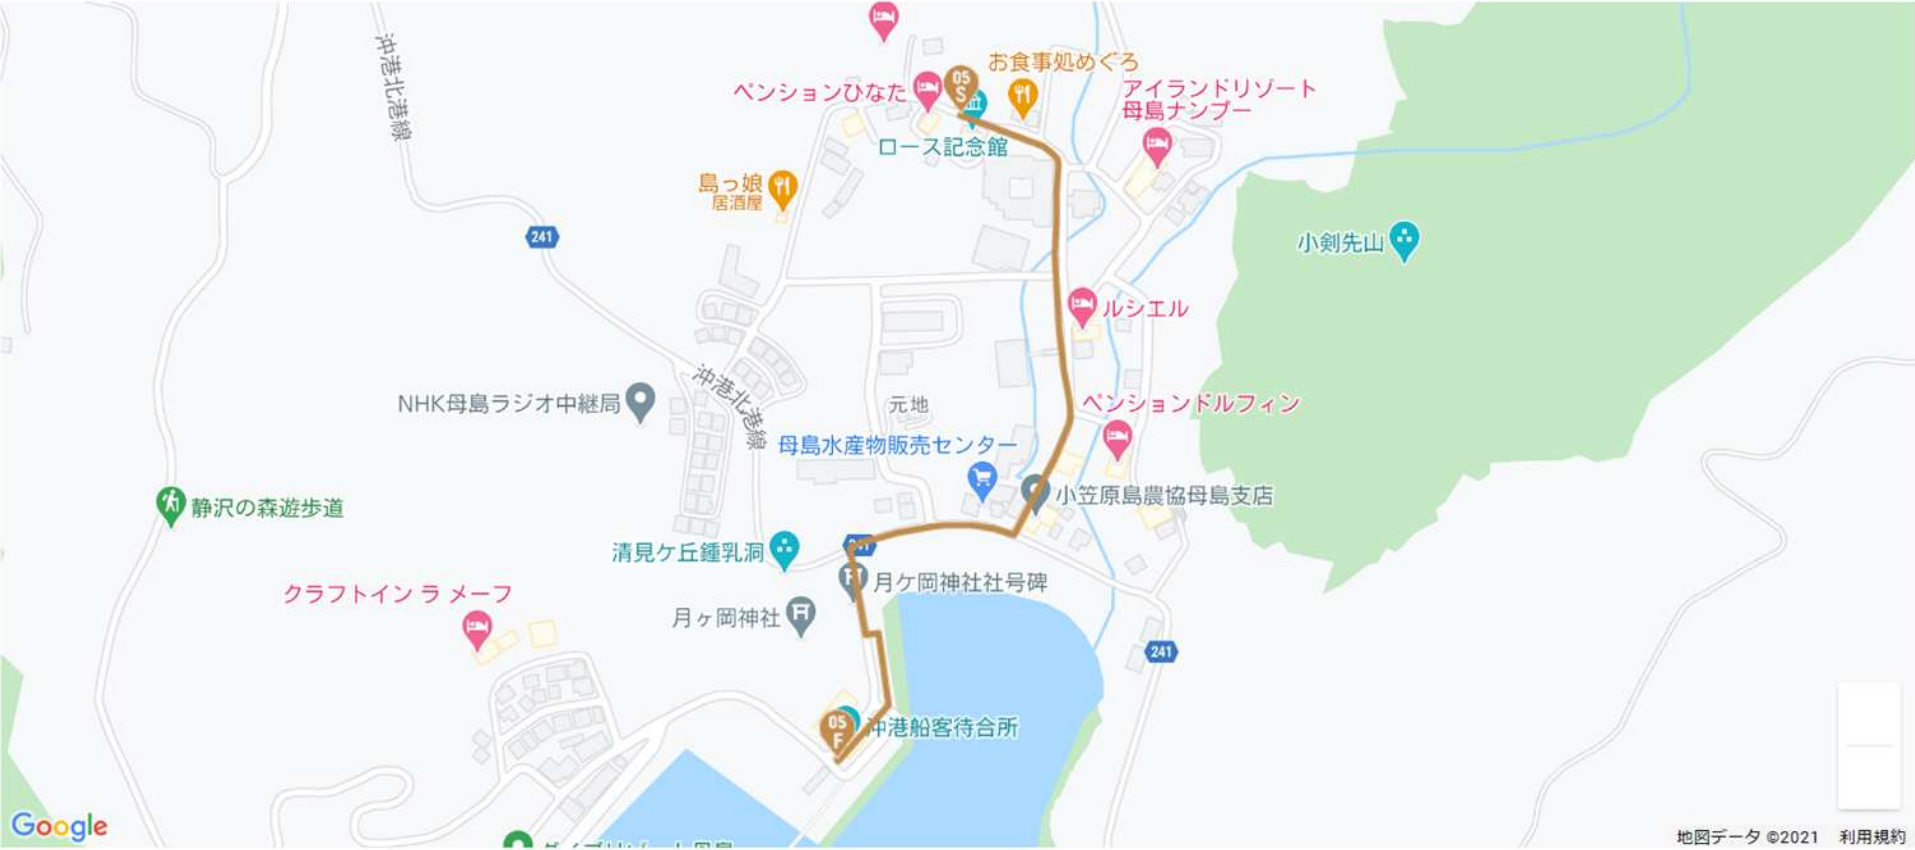 沖港北港線
お食事処めぐろ
ペンションひなた
05
S
アイランドリゾート
母島ナンプー
ロース記念館
島っ娘
居酒屋
241
小剣先山
ルシエル
沖港北港線
NHK母島ラジオ中継局
元地
ペンションドルフィン
母島水産物販売センター
小笠原島農協母島支店
静沢の森遊歩道
清見ケ丘鍾乳洞
月ケ岡神社社号碑
クラフトイン ラ メーフ
月ヶ岡神社
241
05
F
沖港船客待合所
Google
地図データ ©2021
利用規約